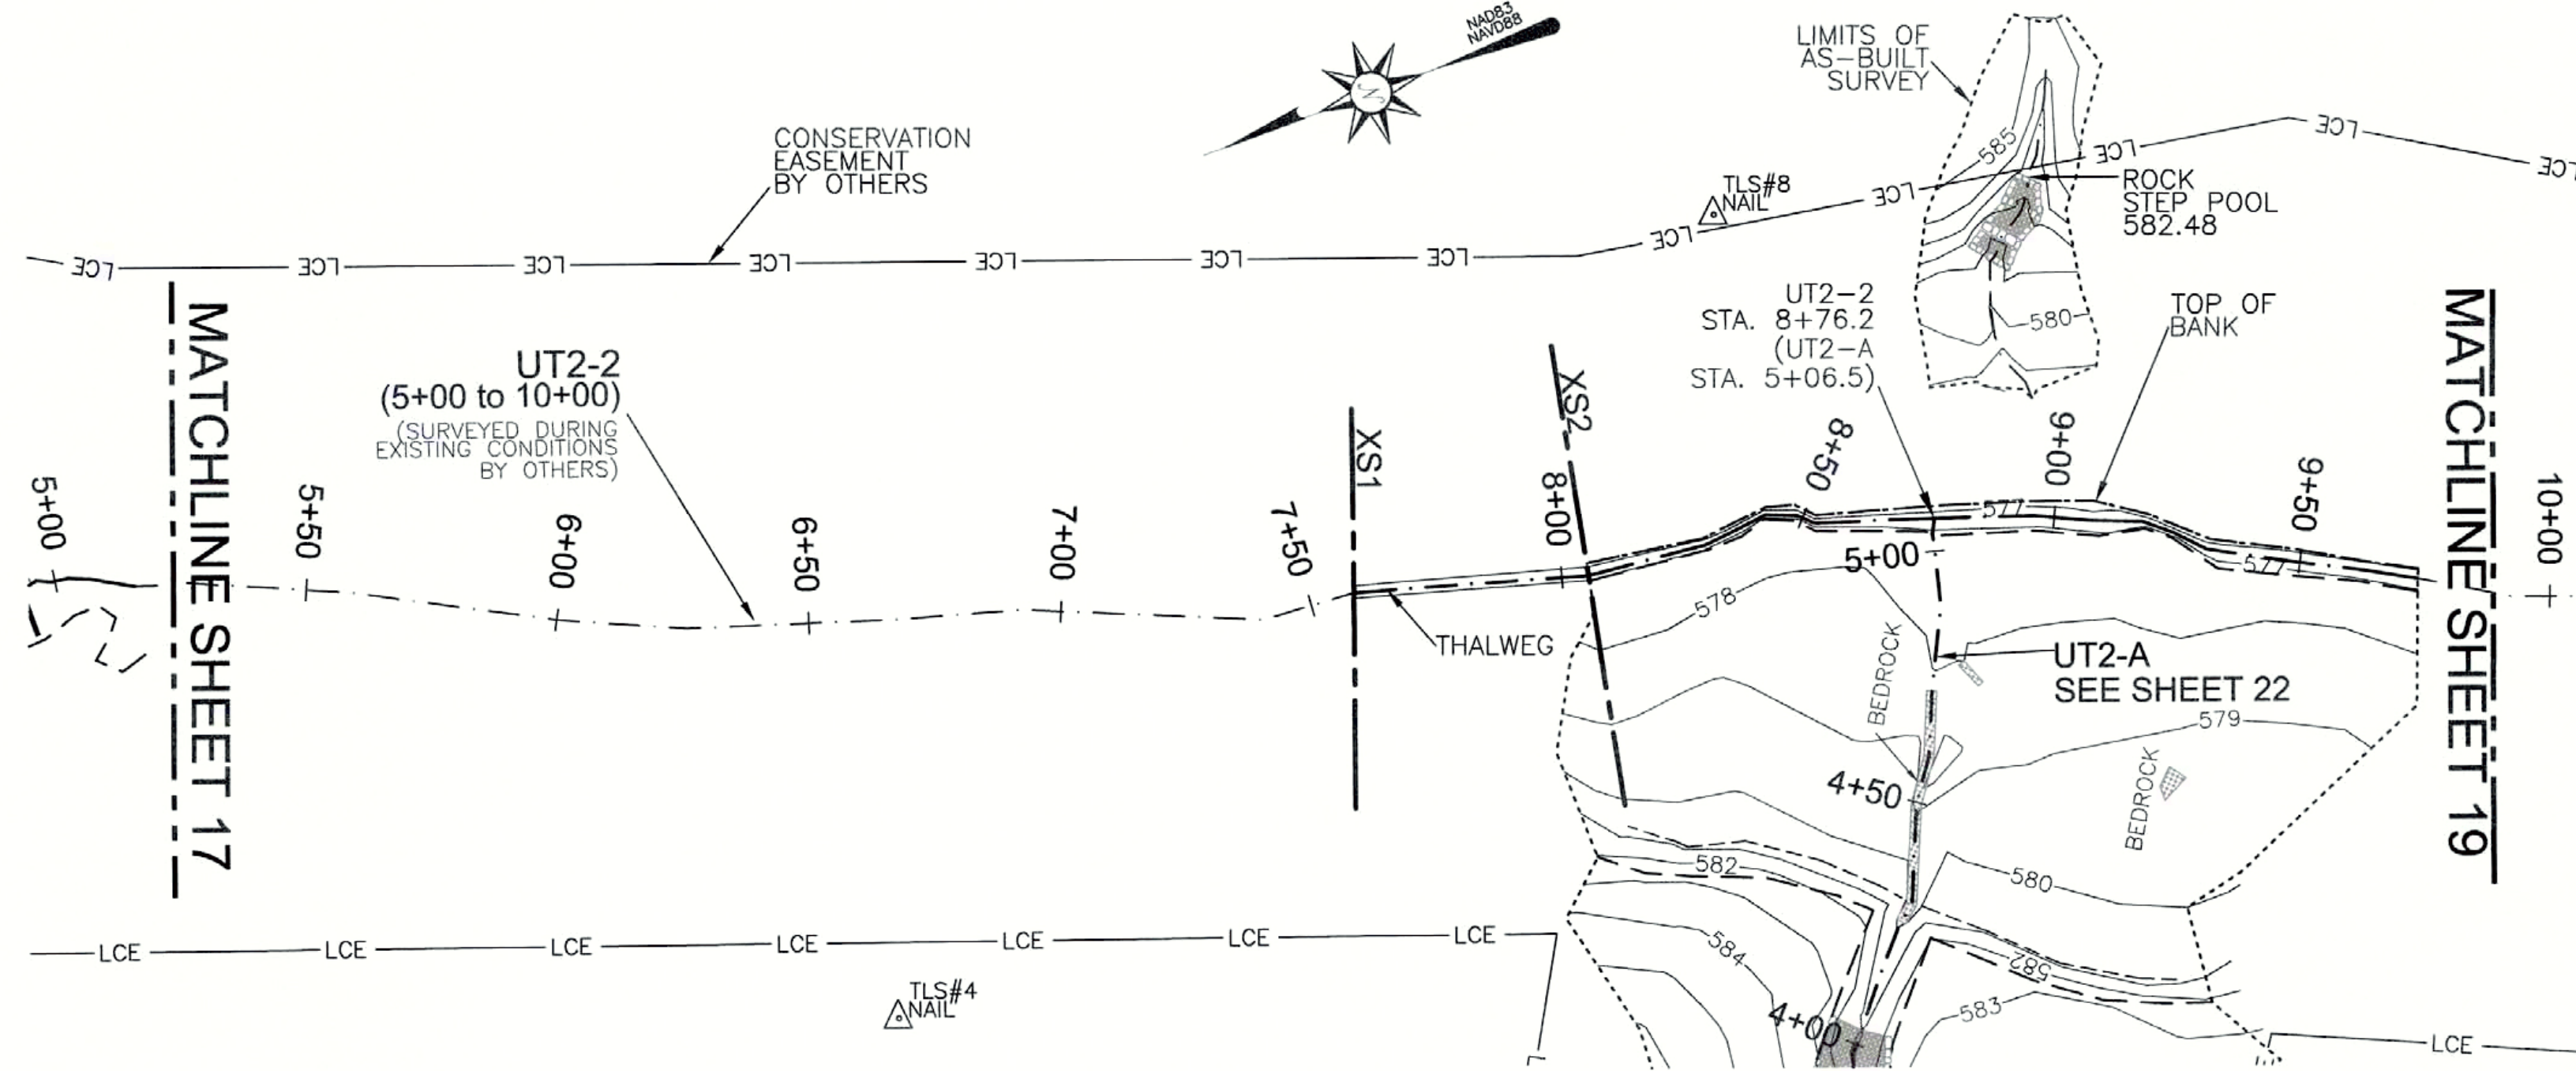 NAD83
NAVD88
LIMITS OF
AS-BUILT
SURVEY
CONSERVATION
EASEMENT
BY OTHERS
585
LCE
LCE
LCE
LCE
TLS#8
NAIL
ROCK
STEP POOL
582.48
LCE
LCE
LCE
LCE
LCE
LCE
LCE
LCE
UT2-2
STA. 8+76.2
(UT2-A
STA. 5+06.5)
580
TOP OF
BANK
MATCHLINE SHEET 17
UT2-2
(5+00 to 10+00)
(SURVEYED DURING
EXISTING CONDITIONS
BY OTHERS)
XS1
XS2
MATCHLINE SHEET 19
5+00
5+50
6+00
6+50
7+00
7+50
8+00
8+50
9+00
9+50
10+00
577
577
5+00
THALWEG
578
BEDROCK
UT2-A
SEE SHEET 22
579
4+50
BEDROCK
582
580
LCE
LCE
LCE
LCE
LCE
LCE
LCE
584
582
583
TLS#4
NAIL
4+00
LCE